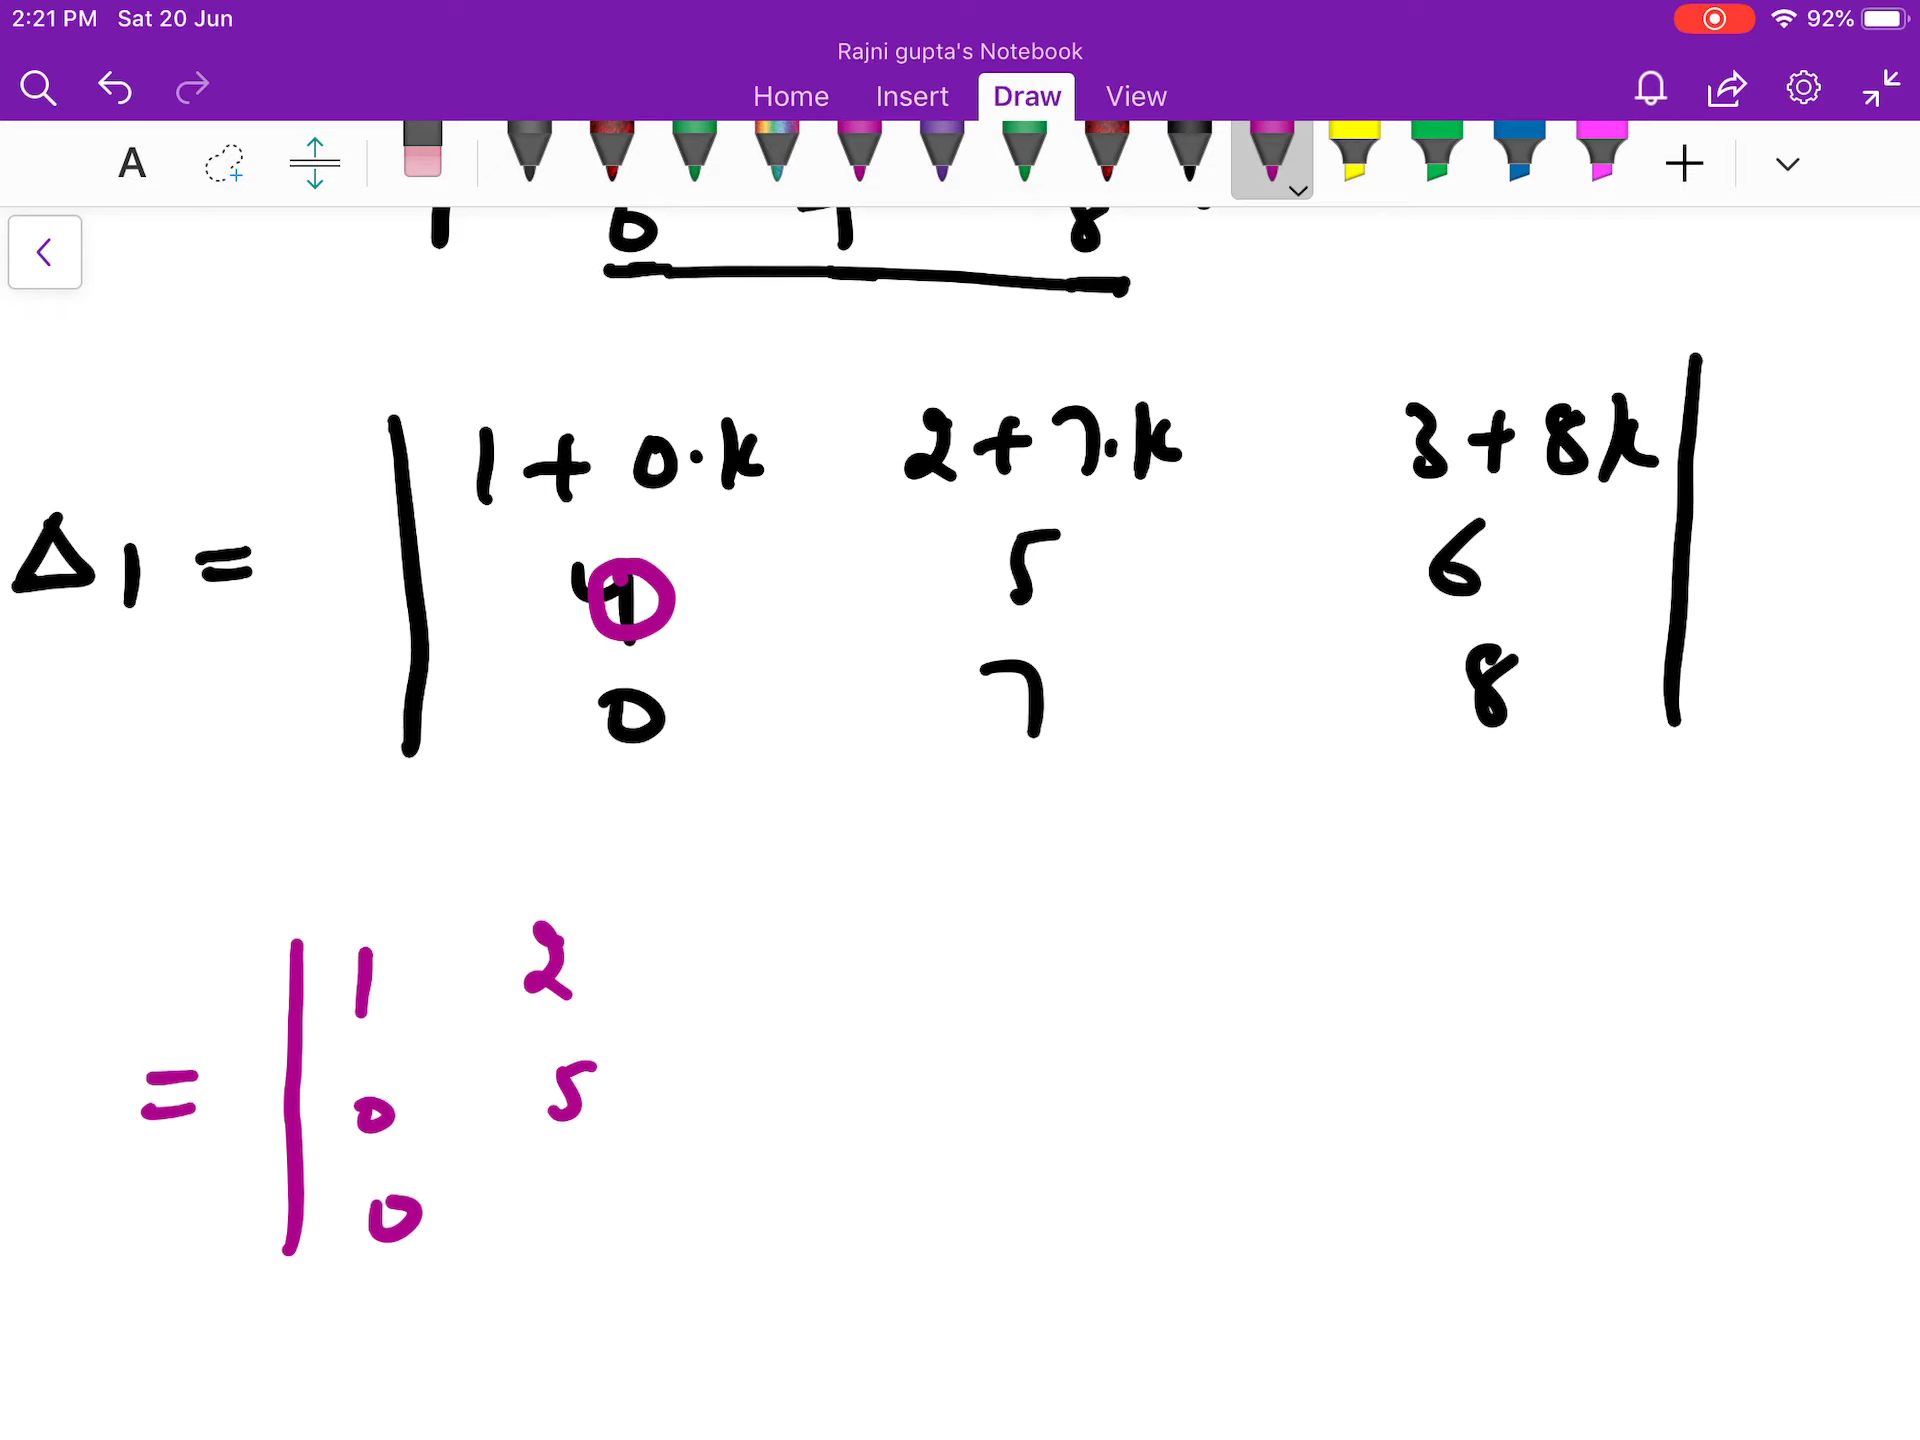 2:21 PM Sat 20 Jun 92%
Rajni gupta's Notebook
Home Insert Draw View
A
8
1 + 0·k 2 + 7·k 3 + 8k
Δ1 = 5 6
0 7 8
1 2
= 0 5
0